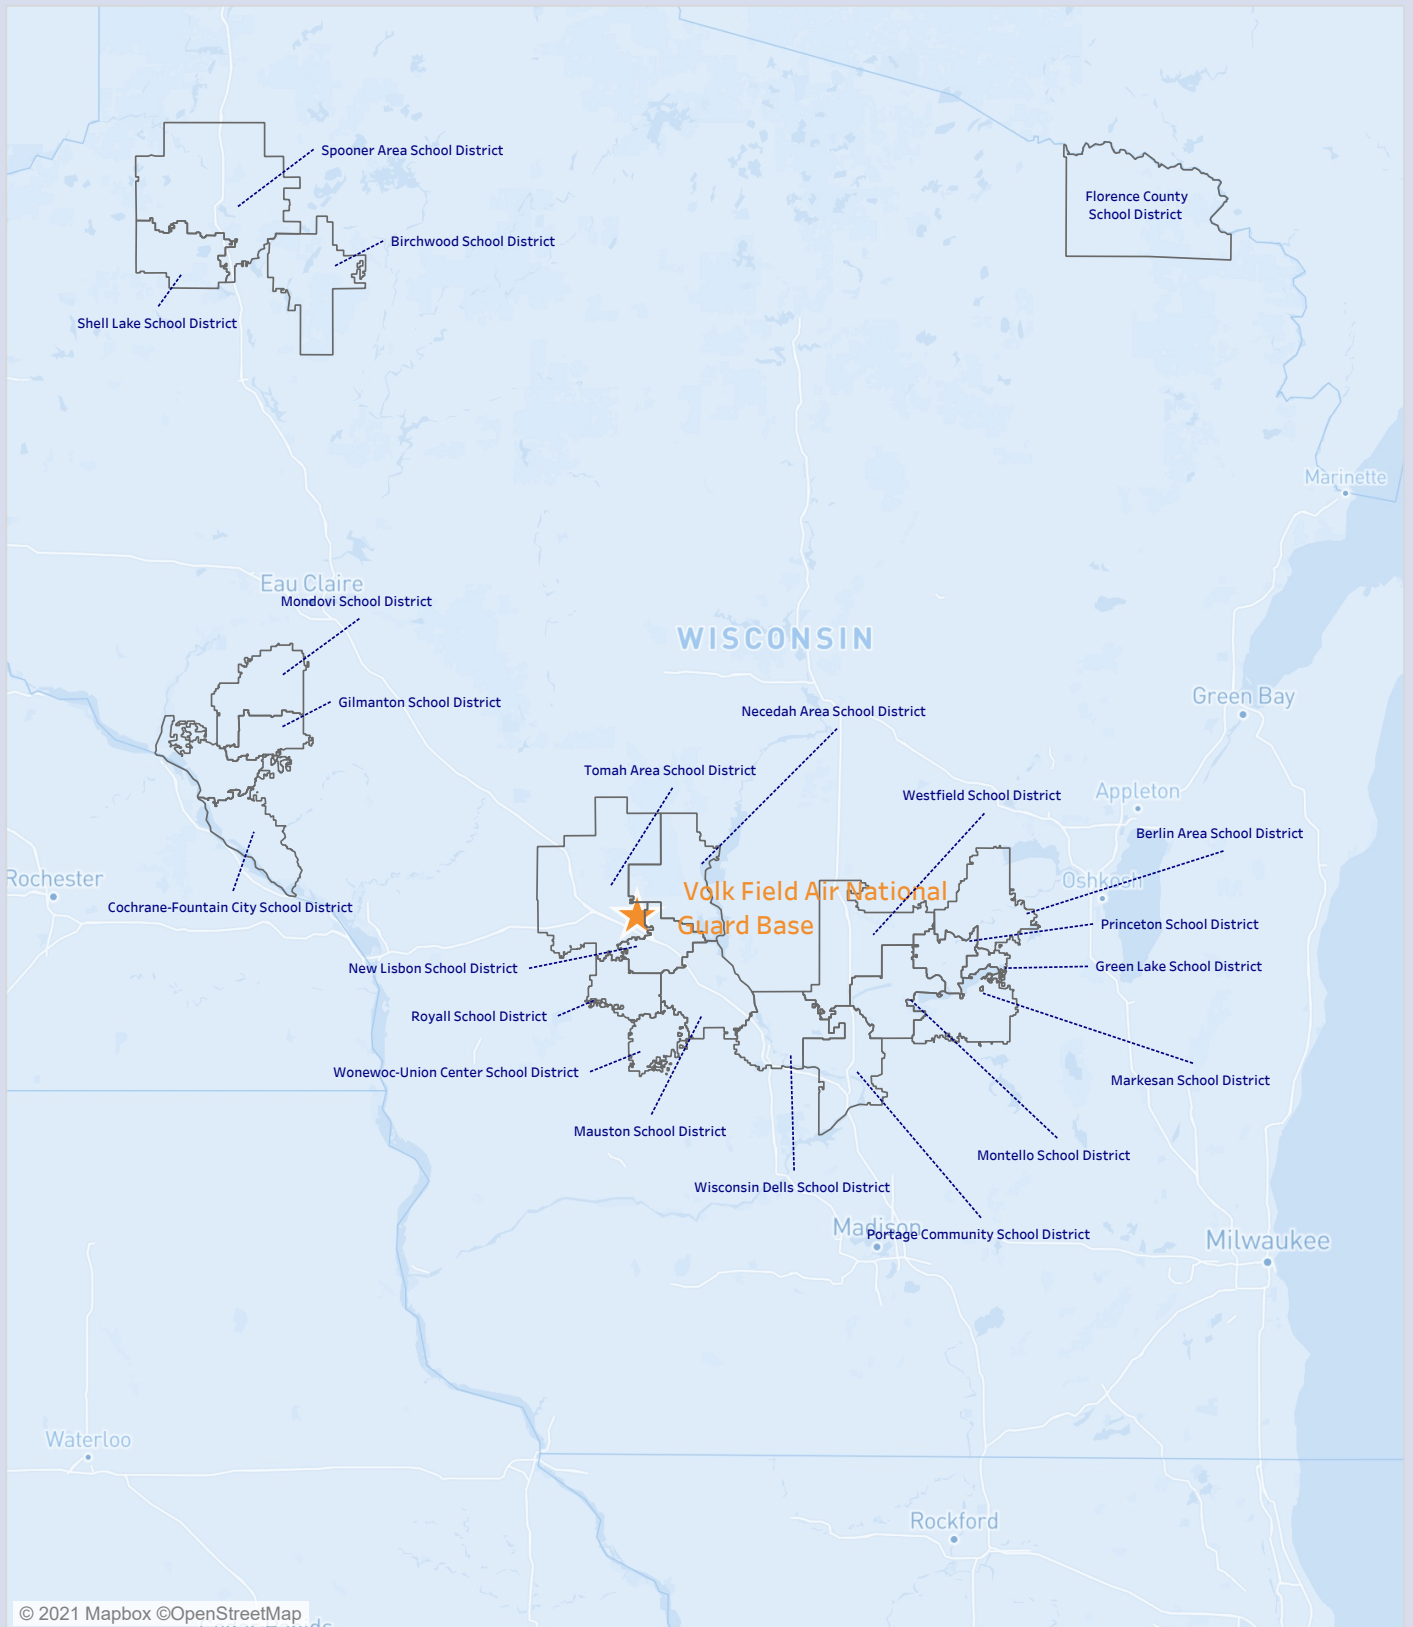 Spooner Area School District
Florence County
School District
Birchwood School District
Shell Lake School District
Marinette
Eau Claire
Mondovi School District
WISCONSIN
Green Bay
Gilmanton School District
Necedah Area School District
Tomah Area School District
Westfield School District
Appleton
Berlin Area School District
Rochester
Oshkosh
Volk Field Air National
Guard Base
Cochrane-Fountain City School District
Princeton School District
New Lisbon School District
Green Lake School District
Royall School District
Wonewoc-Union Center School District
Markesan School District
Mauston School District
Montello School District
Wisconsin Dells School District
Madison
Portage Community School District
Milwaukee
Waterloo
Rockford
© 2021 Mapbox ©OpenStreetMap